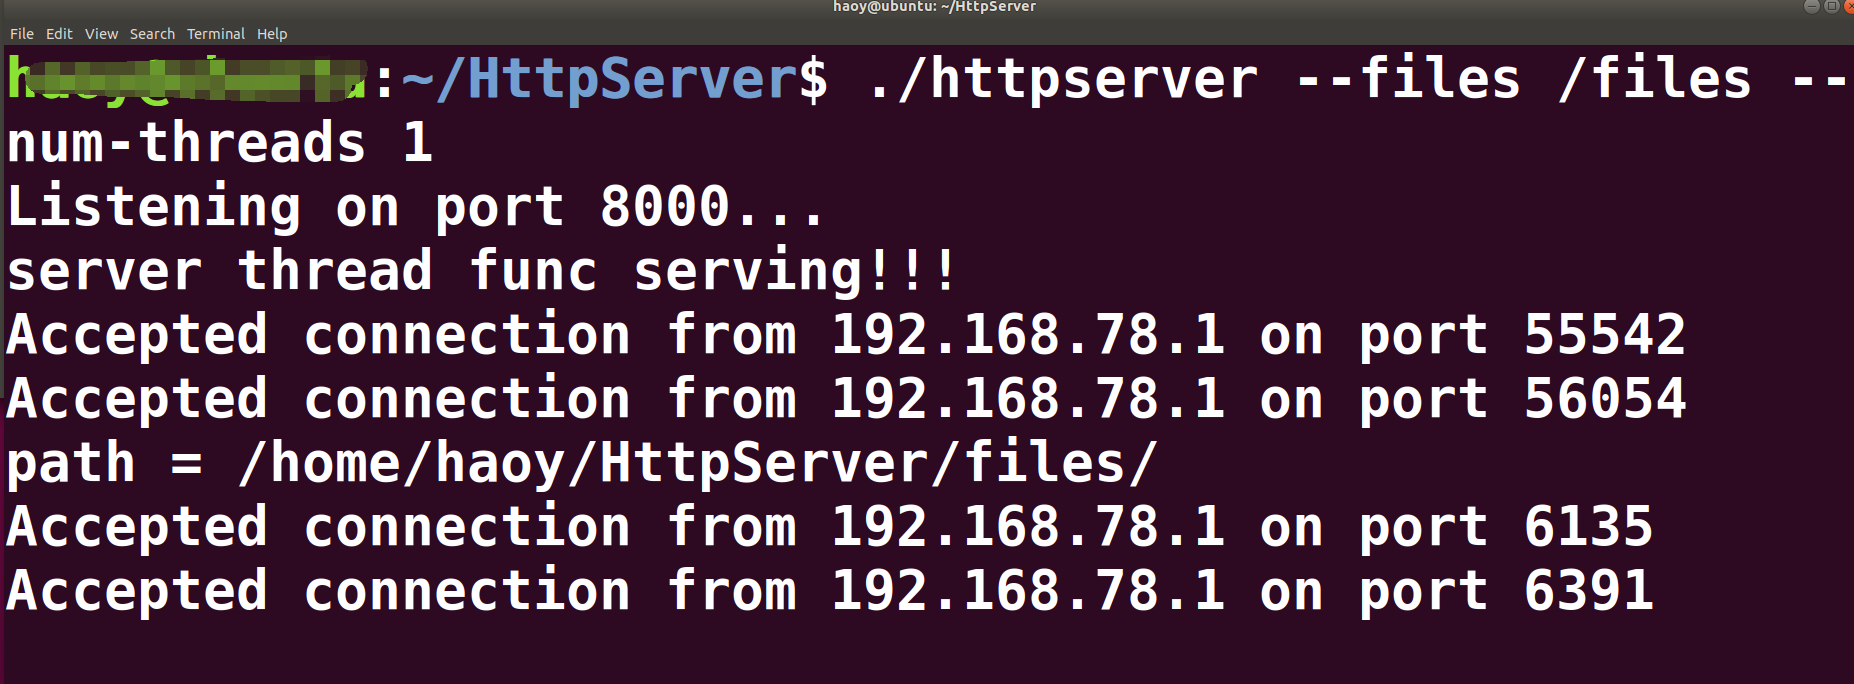 haoy@ubuntu: ~/HttpServer
File Edit View Search Terminal Help
:~/HttpServer$ ./httpserver --files /files --
num-threads 1
Listening on port 8000...
server thread func serving!!!
Accepted connection from 192.168.78.1 on port 55542
Accepted connection from 192.168.78.1 on port 56054
path = /home/haoy/HttpServer/files/
Accepted connection from 192.168.78.1 on port 6135
Accepted connection from 192.168.78.1 on port 6391